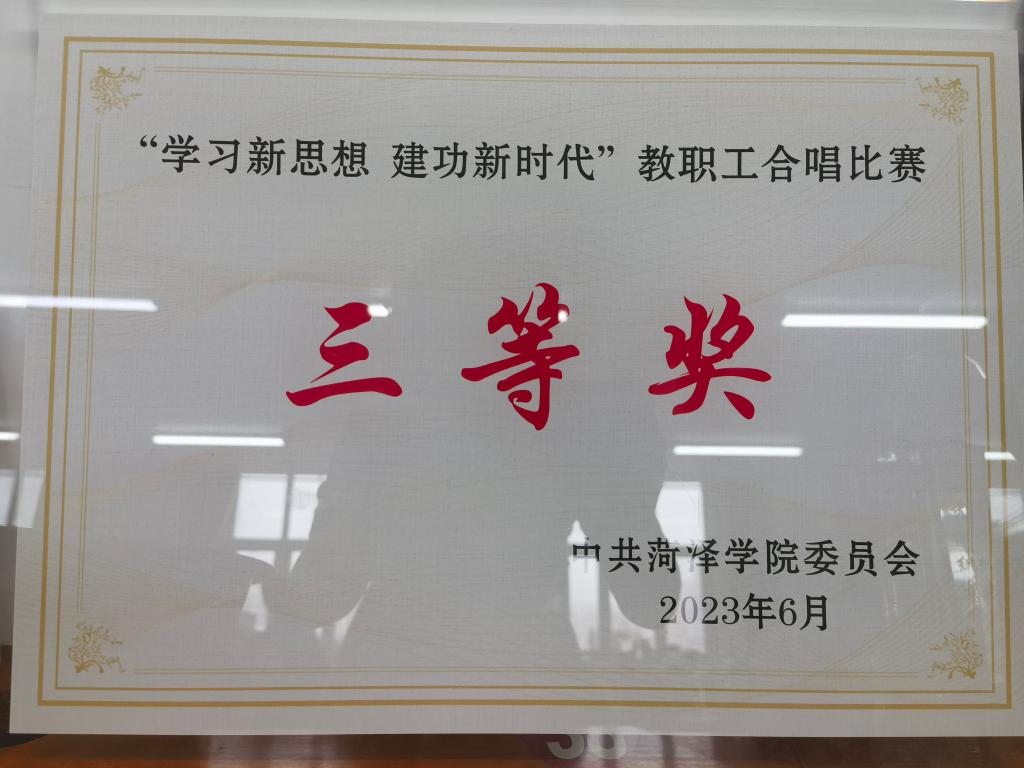 “学习新思想 建功新时代”教职工合唱比赛
三等奖
中共菏泽学院委员会
2023年6月